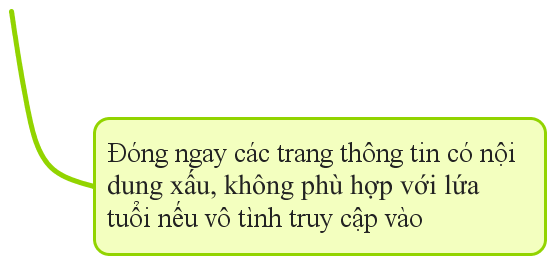 Đóng ngay các trang thông tin có nội
dung xấu, không phù hợp với lứa
tuổi nếu vô tình truy cập vào